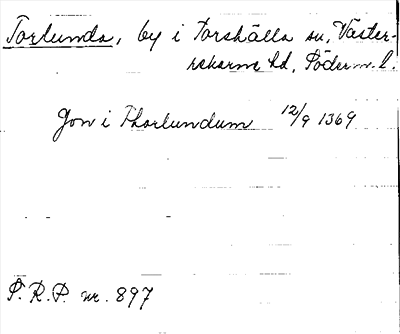 Torlunda, by i Torshälla sn, Väster-
rekarne hd, Söderm. l.
Jon i Thorlundum 12/9 1369
S.R.P. nr. 897